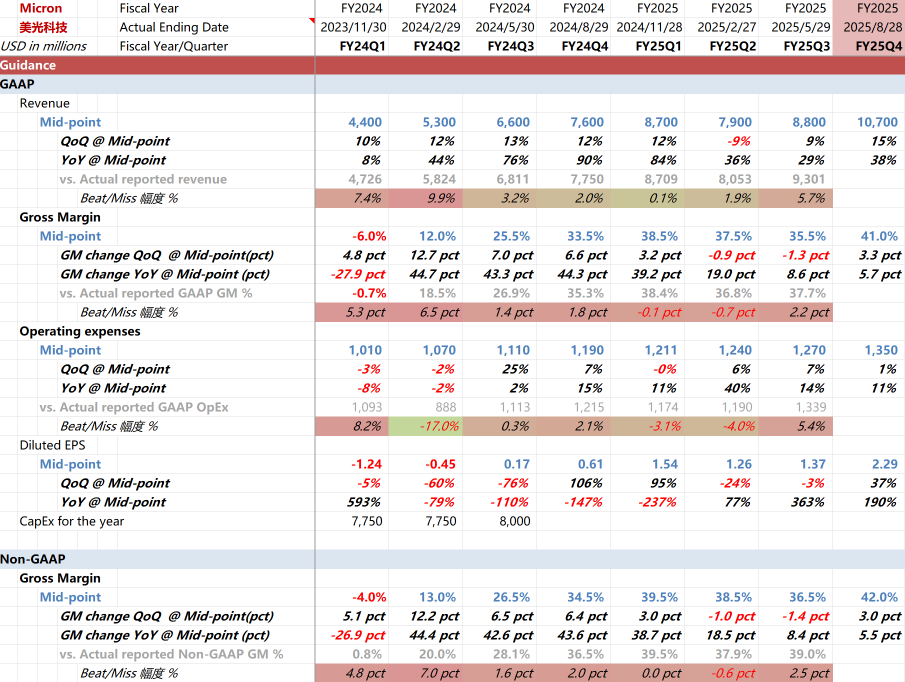 Micron Fiscal Year FY2024 FY2024 FY2024 FY2024 FY2025 FY2025 FY2025 FY2025
美光科技 Actual Ending Date 2023/11/30 2024/2/29 2024/5/30 2024/8/29 2024/11/28 2025/2/27 2025/5/29 2025/8/28
USD in millions Fiscal Year/Quarter FY24Q1 FY24Q2 FY24Q3 FY24Q4 FY25Q1 FY25Q2 FY25Q3 FY25Q4
Guidance
GAAP
Revenue
Mid-point 4,400 5,300 6,600 7,600 8,700 7,900 8,800 10,700
QoQ @ Mid-point 10% 12% 13% 12% 12% -9% 9% 15%
YoY @ Mid-point 8% 44% 76% 90% 84% 36% 29% 38%
vs. Actual reported revenue 4,726 5,824 6,811 7,750 8,709 8,053 9,301
Beat/Miss 幅度 % 7.4% 9.9% 3.2% 2.0% 0.1% 1.9% 5.7%
Gross Margin
Mid-point -6.0% 12.0% 25.5% 33.5% 38.5% 37.5% 35.5% 41.0%
GM change QoQ @ Mid-point(pct) 4.8 pct 12.7 pct 7.0 pct 6.6 pct 3.2 pct -0.9 pct -1.3 pct 3.3 pct
GM change YoY @ Mid-point (pct) -27.9 pct 44.7 pct 43.3 pct 44.3 pct 39.2 pct 19.0 pct 8.6 pct 5.7 pct
vs. Actual reported GAAP GM % -0.7% 18.5% 26.9% 35.3% 38.4% 36.8% 37.7%
Beat/Miss 幅度 % 5.3 pct 6.5 pct 1.4 pct 1.8 pct -0.1 pct -0.7 pct 2.2 pct
Operating expenses
Mid-point 1,010 1,070 1,110 1,190 1,211 1,240 1,270 1,350
QoQ @ Mid-point -3% -2% 25% 7% -0% 6% 7% 1%
YoY @ Mid-point -8% -2% 2% 15% 11% 40% 14% 11%
vs. Actual reported GAAP OpEx 1,093 888 1,113 1,215 1,174 1,190 1,339
Beat/Miss 幅度 % 8.2% -17.0% 0.3% 2.1% -3.1% -4.0% 5.4%
Diluted EPS
Mid-point -1.24 -0.45 0.17 0.61 1.54 1.26 1.37 2.29
QoQ @ Mid-point -5% -60% -76% 106% 95% -24% -3% 37%
YoY @ Mid-point 593% -79% -110% -147% -237% 77% 363% 190%
CapEx for the year 7,750 7,750 8,000
Non-GAAP
Gross Margin
Mid-point -4.0% 13.0% 26.5% 34.5% 39.5% 38.5% 36.5% 42.0%
GM change QoQ @ Mid-point(pct) 5.1 pct 12.2 pct 6.5 pct 6.4 pct 3.0 pct -1.0 pct -1.4 pct 3.0 pct
GM change YoY @ Mid-point (pct) -26.9 pct 44.4 pct 42.6 pct 43.6 pct 38.7 pct 18.5 pct 8.4 pct 5.5 pct
vs. Actual reported Non-GAAP GM % 0.8% 20.0% 28.1% 36.5% 39.5% 37.9% 39.0%
Beat/Miss 幅度 % 4.8 pct 7.0 pct 1.6 pct 2.0 pct 0.0 pct -0.6 pct 2.5 pct